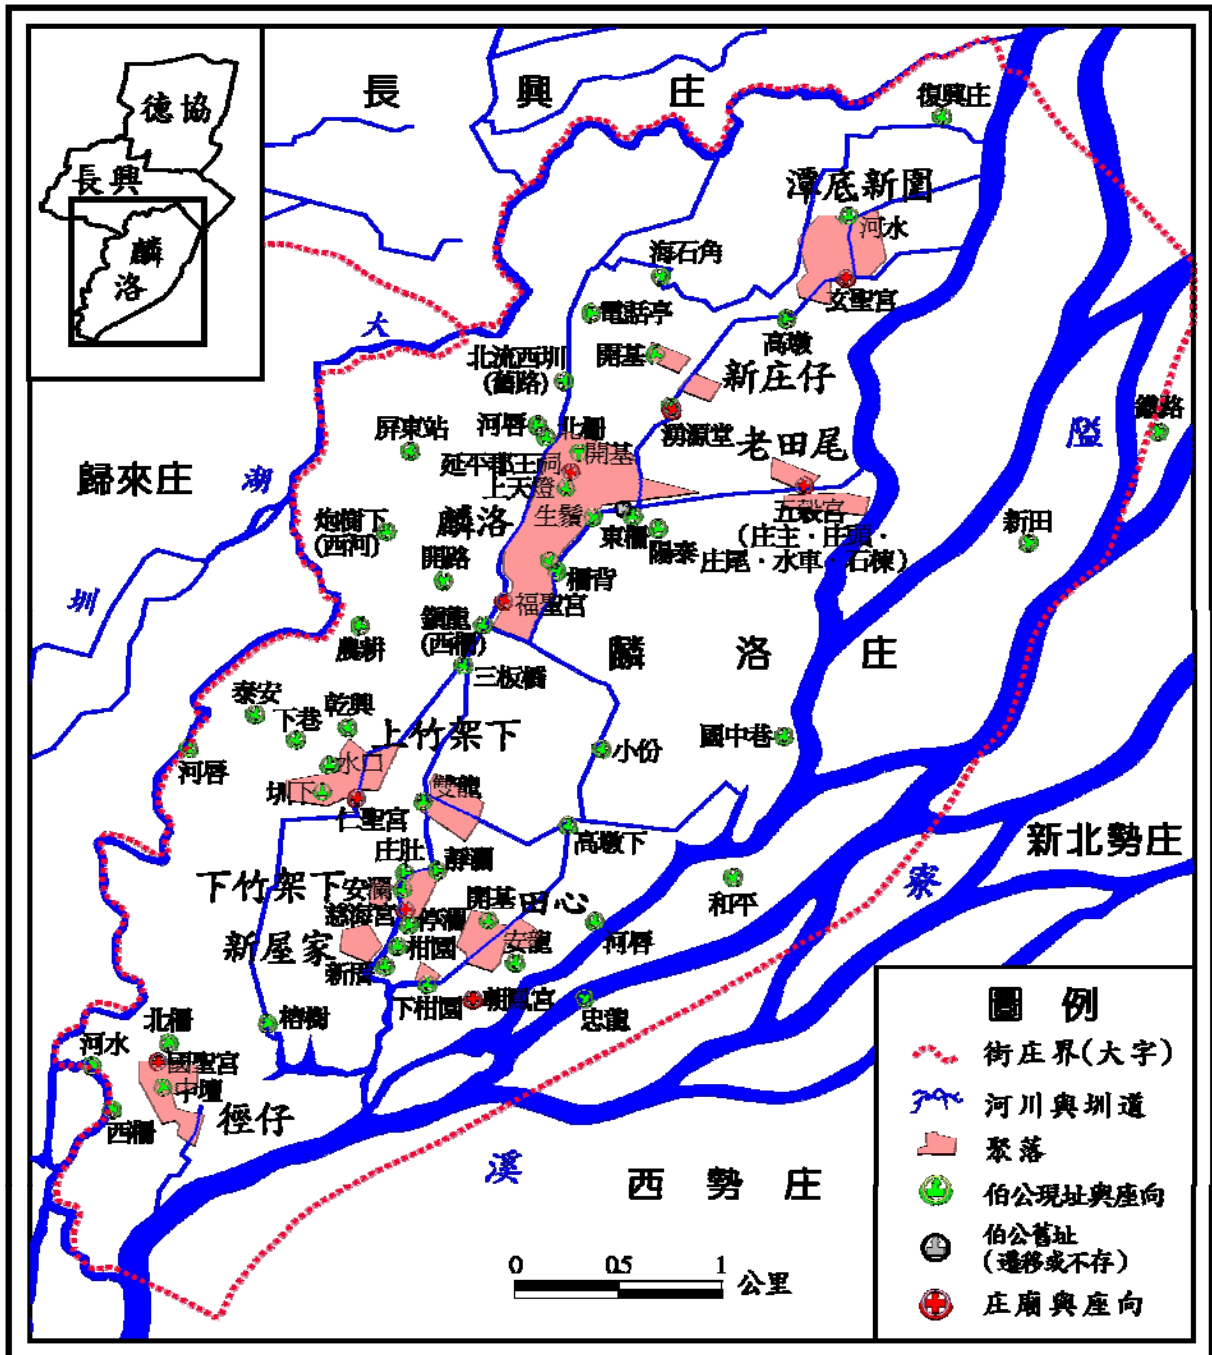 德協
長興
麟
洛
長興庄
復興庄
潭底新圍
河水
海石角
玄聖宮
電話亭
高墩
大
北流西圳
(舊路)
開基
新庄仔
鐵路
河唇
北柵
湧源堂
屏東站
延平郡王祠
開基
老田尾
隘
歸來庄
湖
上天燈
麟洛
生鬚
五穀宮
(庄主‧庄頭‧
庄尾‧水車‧石棟)
東柵
陽泰
新田
炮樹下
(西河)
開路
柵背
圳
福聖宮
農耕
(西柵)
麟洛庄
三板橋
泰安
下巷
乾興
上竹架下
國中巷
小份
河唇
水口
圳下
雙龍
仁聖宮
高墩下
新北勢庄
庄肚
靜瀾
寮
下竹架下
安瀾
和平
慈海宮
停瀾
開基
田心
新屋家
柑園
安龍
河唇
新厝
下柑園
朝鳳宮
忠龍
榕樹
北柵
河水
國聖宮
中壇
徑仔
西柵
溪
西勢庄
圖例
街庄界(大字)
河川與圳道
聚落
伯公現址與座向
伯公舊址
(遷移或不存)
庄廟與座向
0 0.5 1 公里